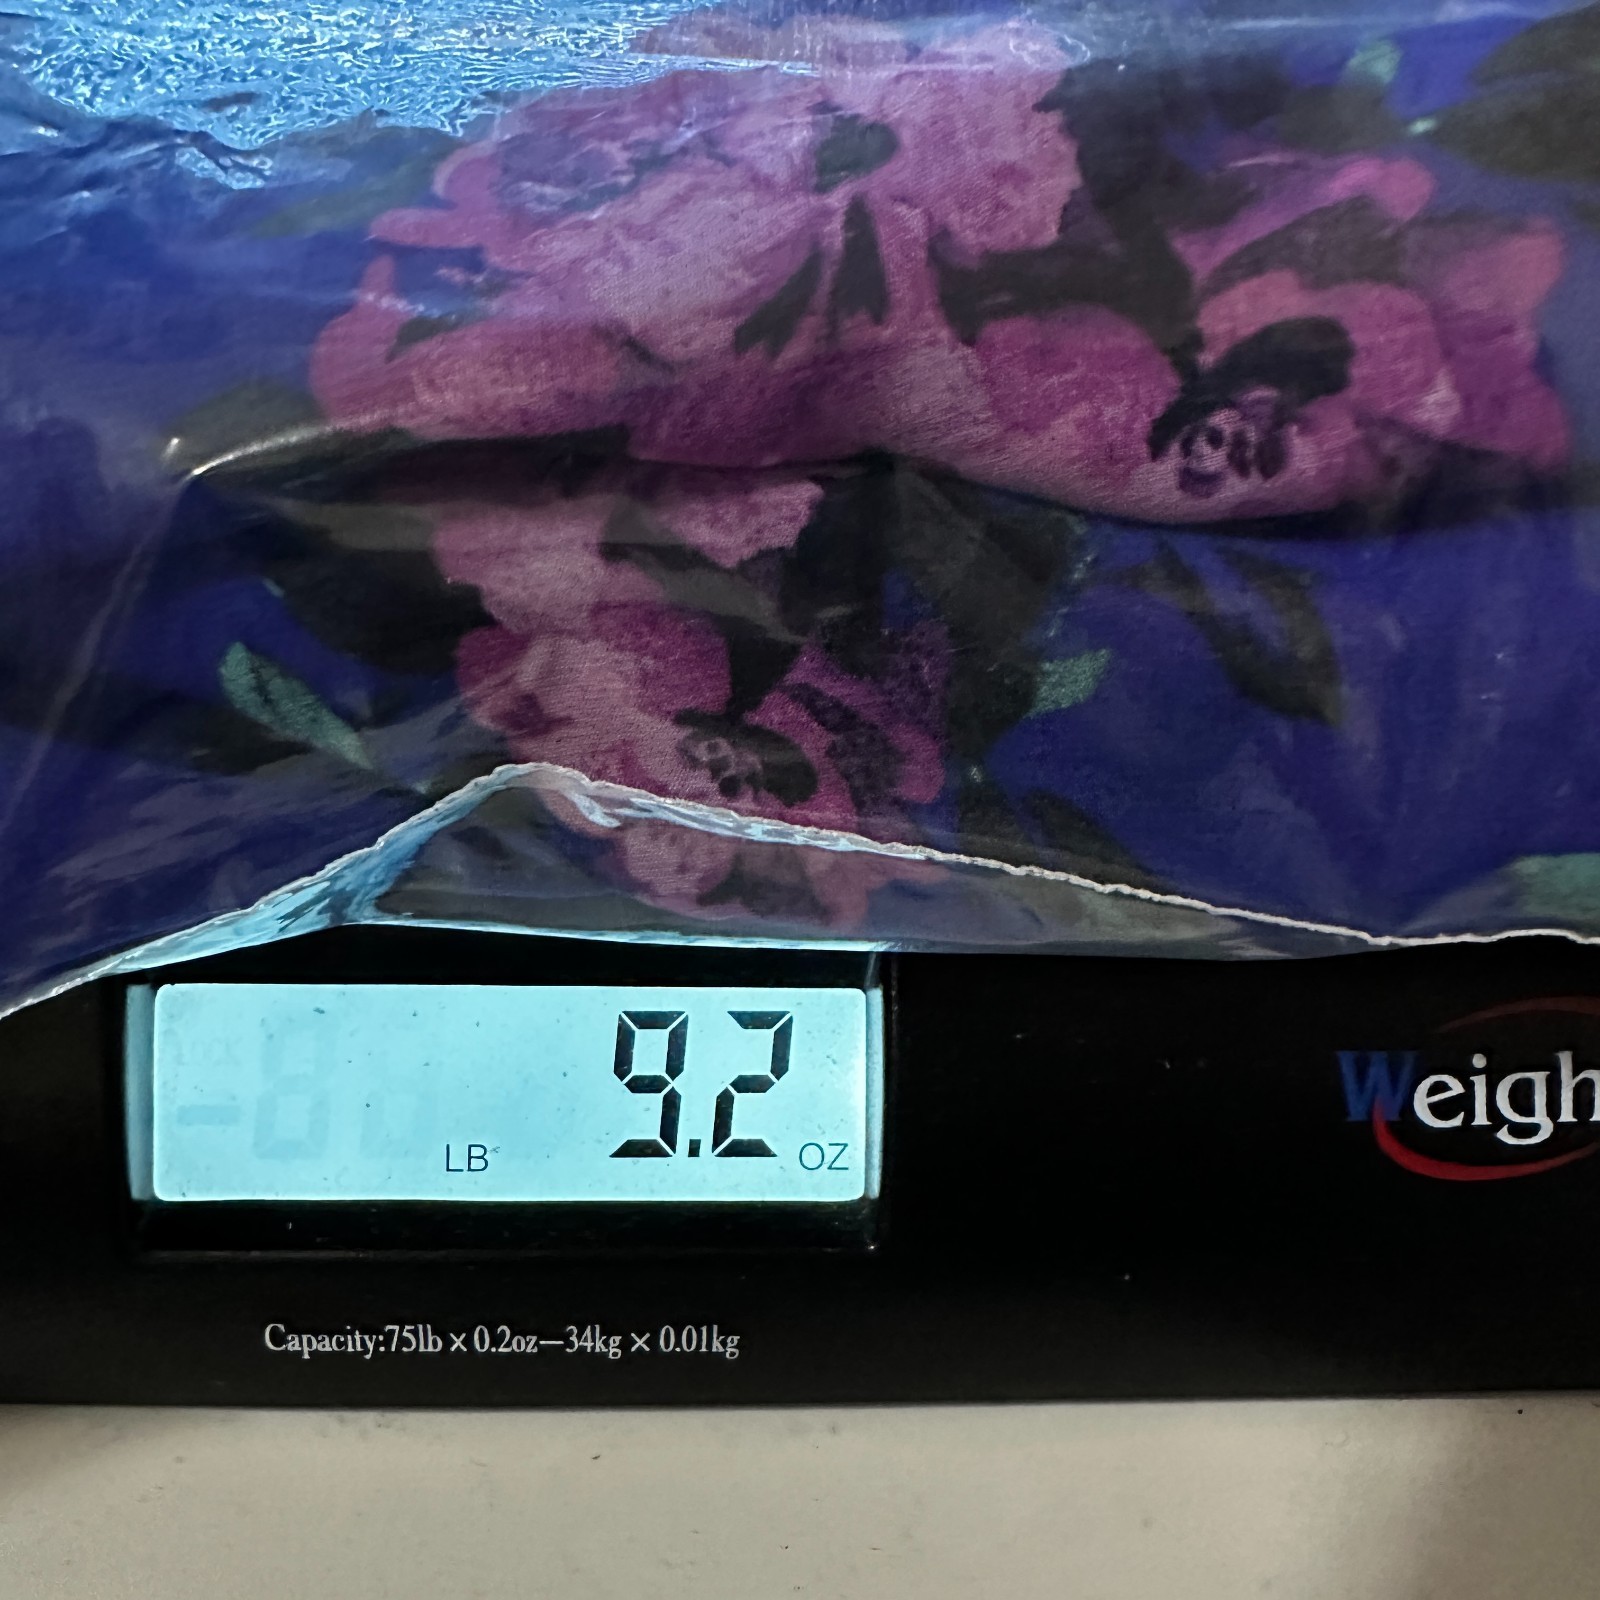 9.2
LB OZ
Weigh
Capacity:75lb × 0.2oz—34kg × 0.01kg